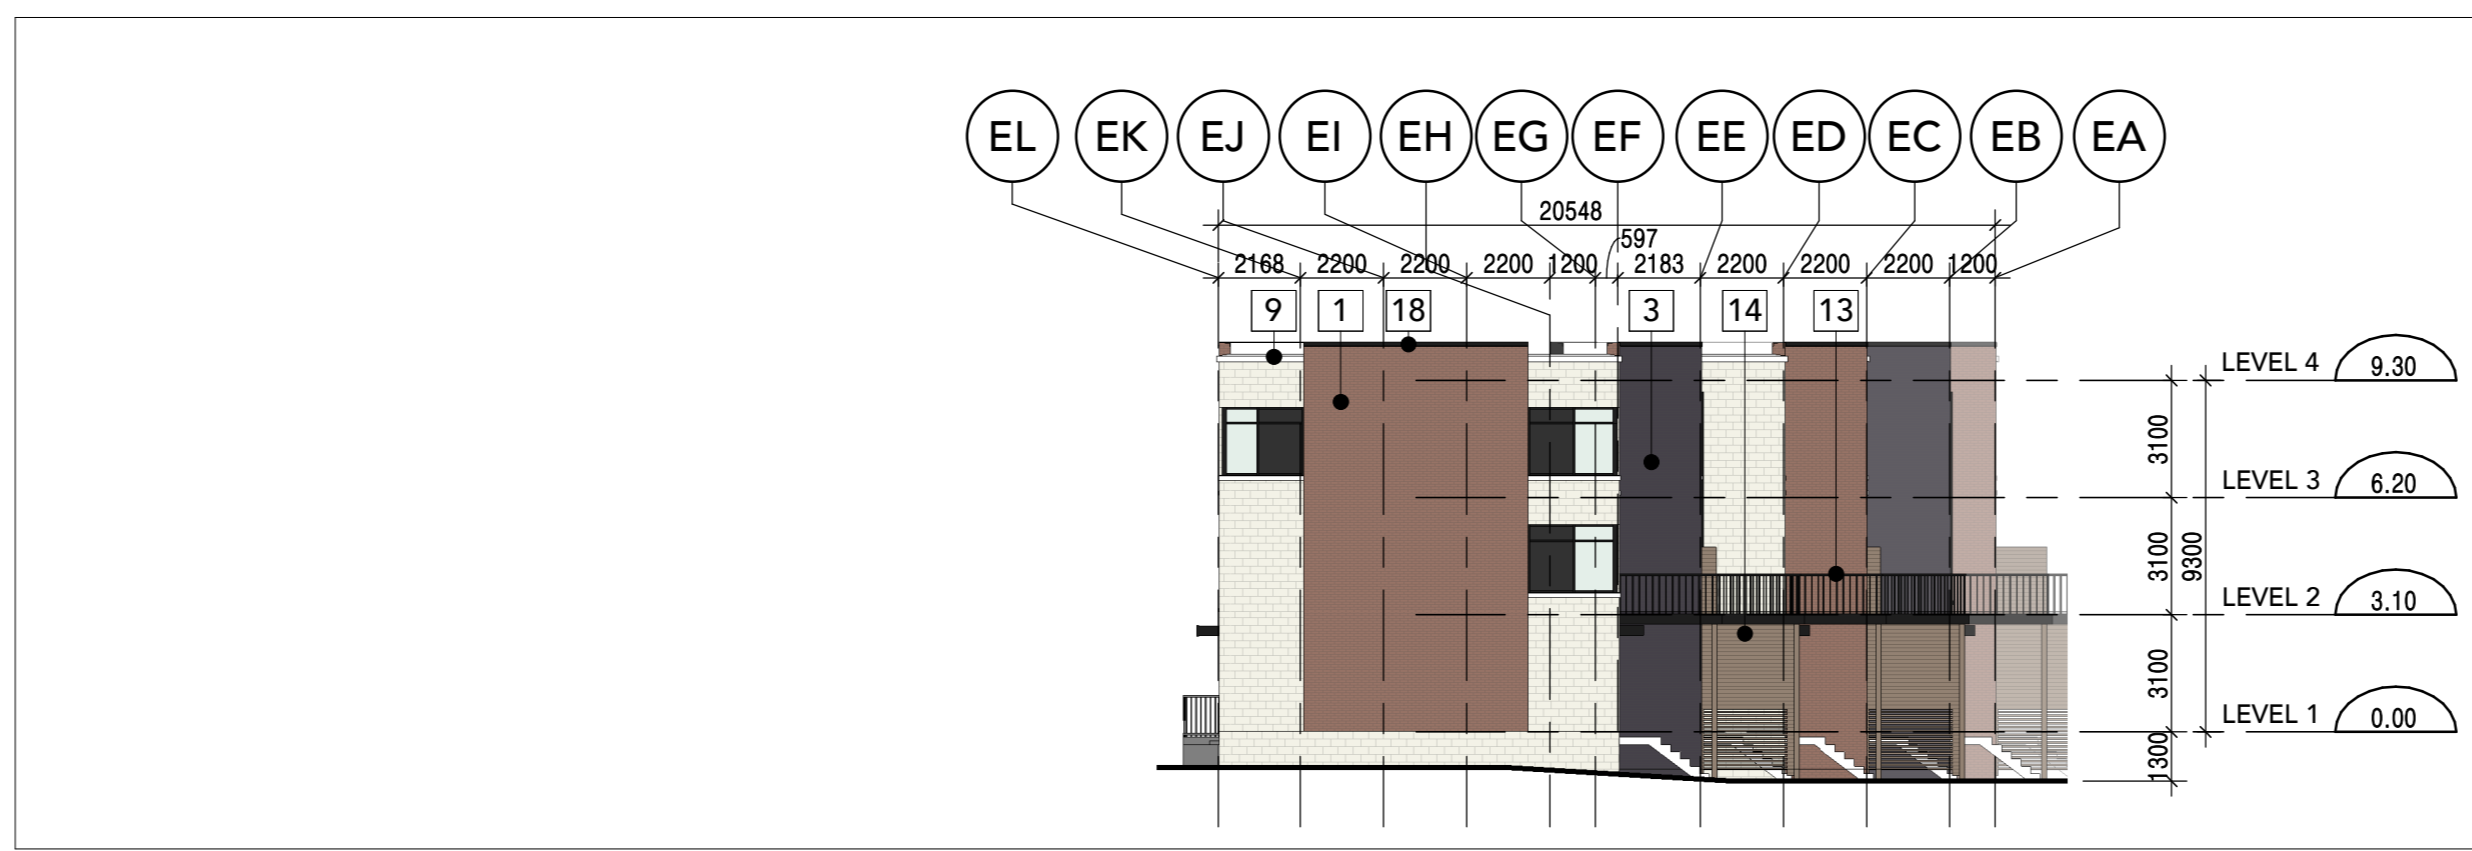 EL EK EJ EI EH EG EF EE ED EC EB EA
20548
597
2168 2200 2200 2200 1200 2183 2200 2200 2200 1200
9 1 18 3 14 13
LEVEL 4 9.30
3100
LEVEL 3 6.20
3100
9300
LEVEL 2 3.10
3100
LEVEL 1 0.00
1300